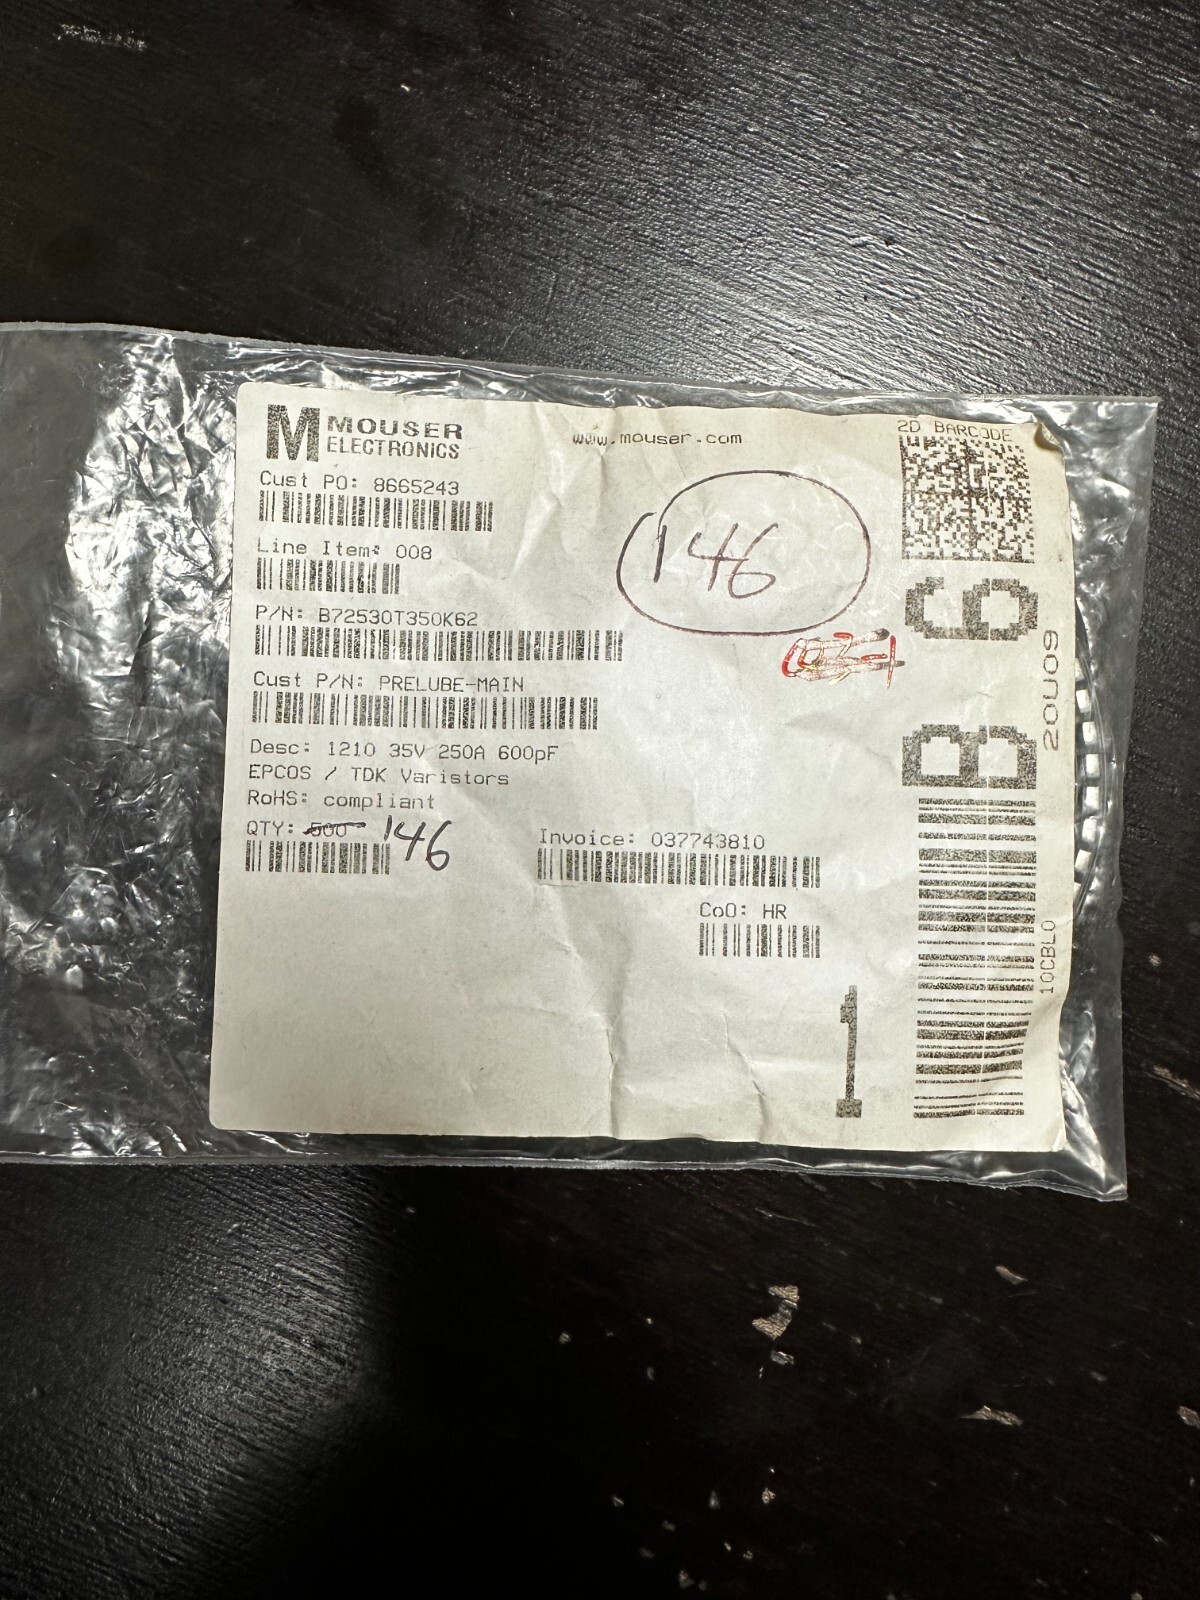 M MOUSER
ELECTRONICS
www.mouser.com
2D BARCODE
Cust PO: 8665243
Line Item: 008
P/N: B72530T350K62
Cust P/N: PRELUBE-MAIN
Desc: 1210 35V 250A 600pF
EPCOS / TDK Varistors
RoHS: compliant
QTY: 500 146
Invoice: 037743810
CoO: HR
146
B 6
20U09
10CBL0
1